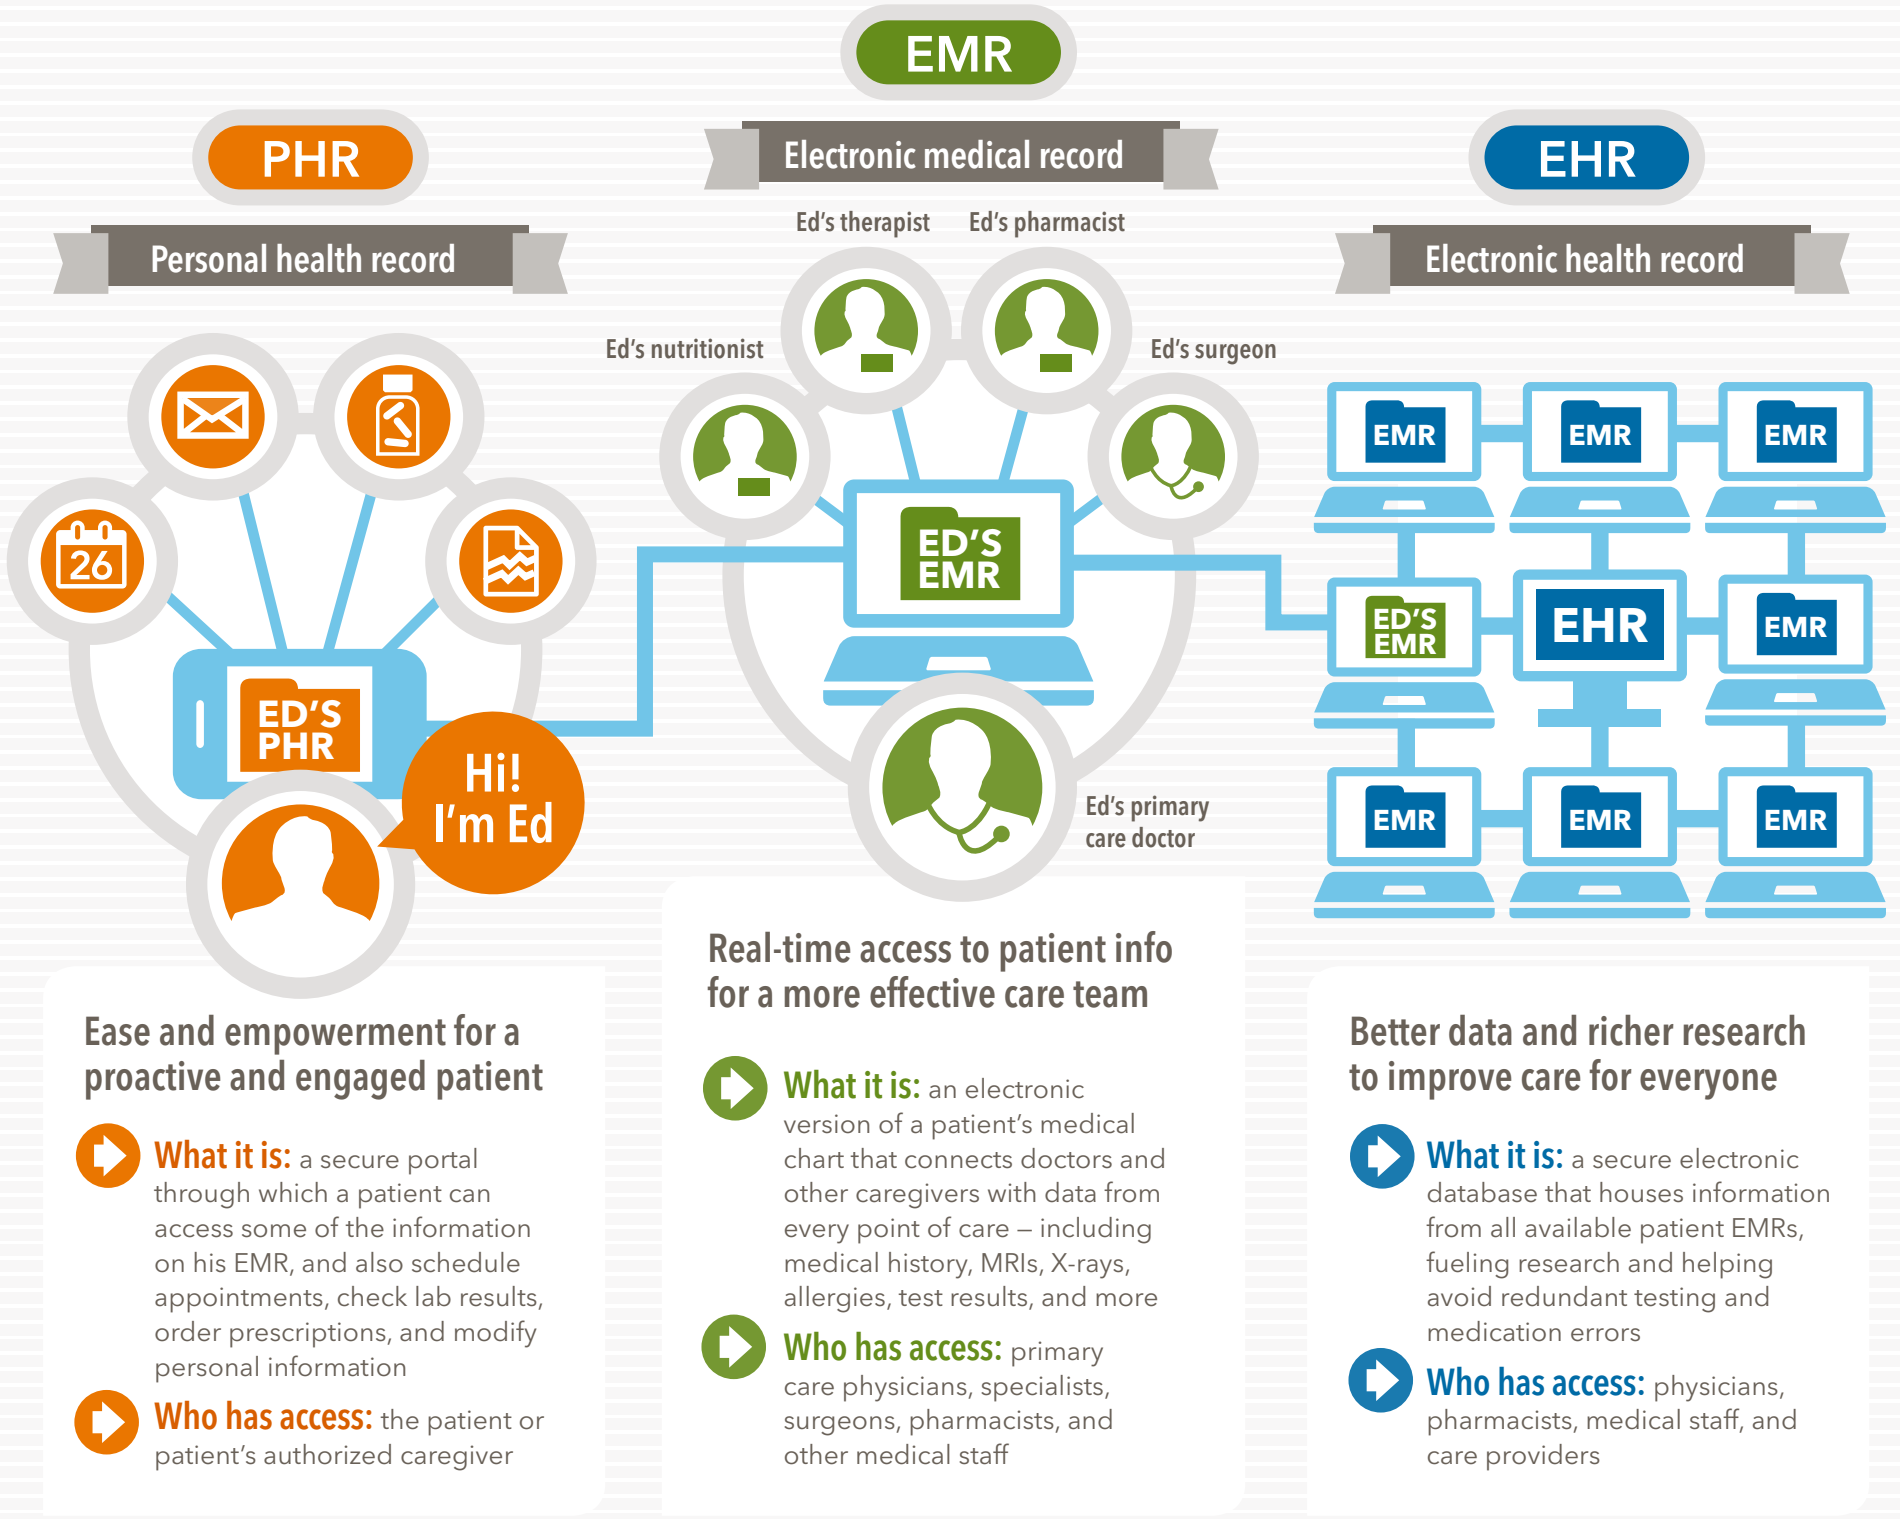 PHR
Personal health record
26
ED'S
PHR
Hi!
I'm Ed
Ease and empowerment for a
proactive and engaged patient
What it is: a secure portal
through which a patient can
access some of the information
on his EMR, and also schedule
appointments, check lab results,
order prescriptions, and modify
personal information
Who has access: the patient or
patient's authorized caregiver
EMR
Electronic medical record
Ed's therapist
Ed's pharmacist
Ed's nutritionist
Ed's surgeon
ED'S
EMR
Ed's primary
care doctor
Real-time access to patient info
for a more effective care team
What it is: an electronic
version of a patient's medical
chart that connects doctors and
other caregivers with data from
every point of care – including
medical history, MRIs, X-rays,
allergies, test results, and more
Who has access: primary
care physicians, specialists,
surgeons, pharmacists, and
other medical staff
EHR
Electronic health record
EMR
EMR
EMR
ED'S
EMR
EHR
EMR
EMR
EMR
EMR
Better data and richer research
to improve care for everyone
What it is: a secure electronic
database that houses information
from all available patient EMRs,
fueling research and helping
avoid redundant testing and
medication errors
Who has access: physicians,
pharmacists, medical staff, and
care providers